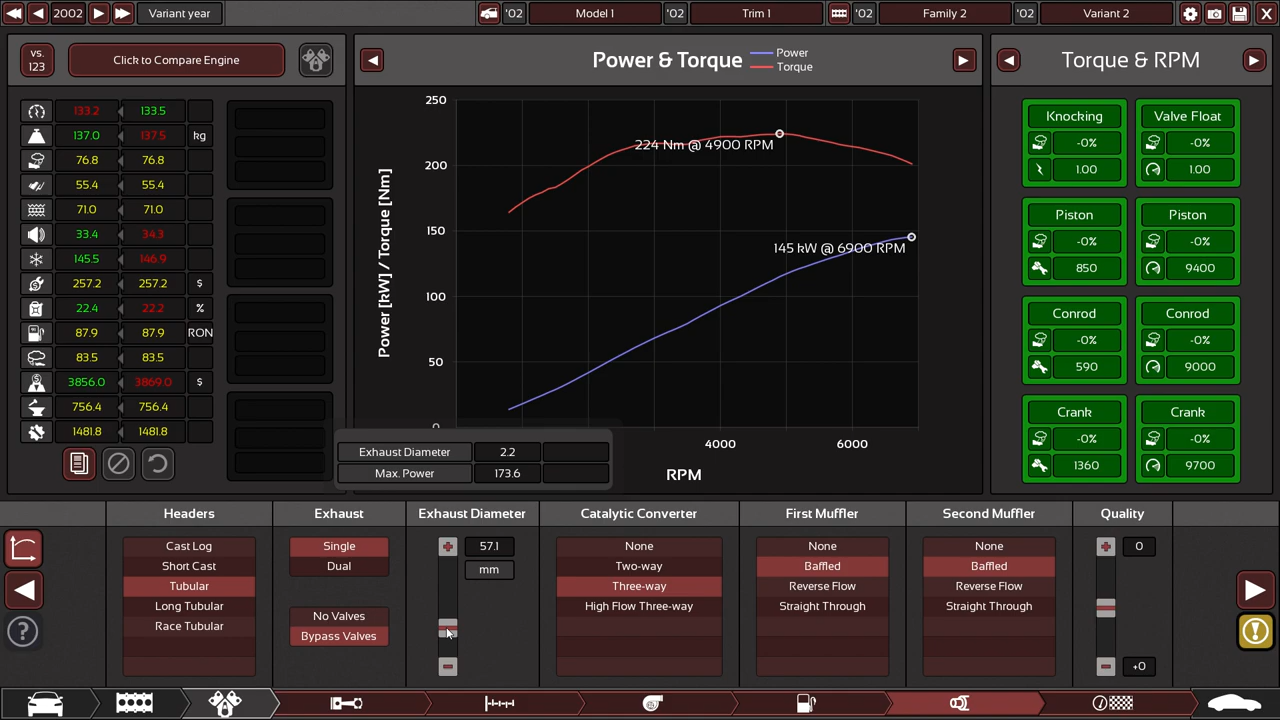 2002 Variant year '02 Model 1 '02 Trim 1 '02 Family 2 '02 Variant 2
vs. 123 Click to Compare Engine
Power & Torque
Power
Torque
Torque & RPM
133.2 133.5
137.0 137.5 kg
76.8 76.8
55.4 55.4
71.0 71.0
33.4 34.3
145.5 146.9
257.2 257.2 $
22.4 22.2 %
87.9 87.9 RON
83.5 83.5
3856.0 3869.0 $
756.4 756.4
1481.8 1481.8
250
200
150
100
50
0
Power [kW] / Torque [Nm]
224 Nm @ 4900 RPM
145 kW @ 6900 RPM
4000 6000
RPM
Exhaust Diameter 2.2
Max. Power 173.6
Knocking Valve Float
-0% -0%
1.00 1.00
Piston Piston
-0% -0%
850 9400
Conrod Conrod
-0% -0%
590 9000
Crank Crank
-0% -0%
1360 9700
Headers
Cast Log
Short Cast
Tubular
Long Tubular
Race Tubular
Exhaust
Single
Dual
No Valves
Bypass Valves
Exhaust Diameter
57.1
mm
Catalytic Converter
None
Two-way
Three-way
High Flow Three-way
First Muffler
None
Baffled
Reverse Flow
Straight Through
Second Muffler
None
Baffled
Reverse Flow
Straight Through
Quality
0
+0